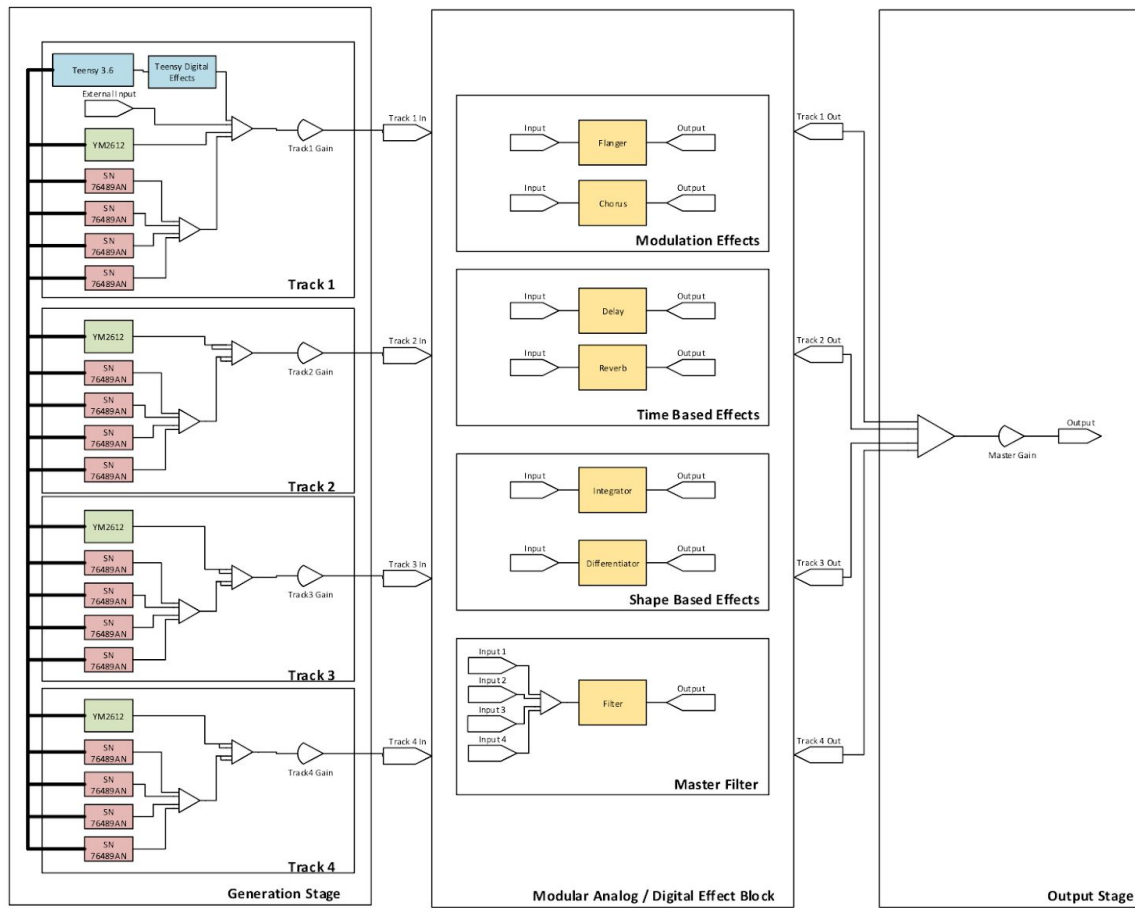 Teensy 3.6
Teensy Digital
Effects
External Input
YM2612
SN
76489AN
SN
76489AN
SN
76489AN
SN
76489AN
Track1 Gain
Track 1
YM2612
SN
76489AN
SN
76489AN
SN
76489AN
SN
76489AN
Track2 Gain
Track 2
YM2612
SN
76489AN
SN
76489AN
SN
76489AN
SN
76489AN
Track3 Gain
Track 3
YM2612
SN
76489AN
SN
76489AN
SN
76489AN
SN
76489AN
Track4 Gain
Track 4
Generation Stage
Track 1 In
Track 2 In
Track 3 In
Track 4 In
Input
Flanger
Output
Input
Chorus
Output
Modulation Effects
Input
Delay
Output
Input
Reverb
Output
Time Based Effects
Input
Integrator
Output
Input
Differentiator
Output
Shape Based Effects
Input 1
Input 2
Input 3
Input 4
Filter
Output
Master Filter
Modular Analog / Digital Effect Block
Track 1 Out
Track 2 Out
Track 3 Out
Track 4 Out
Master Gain
Output
Output Stage